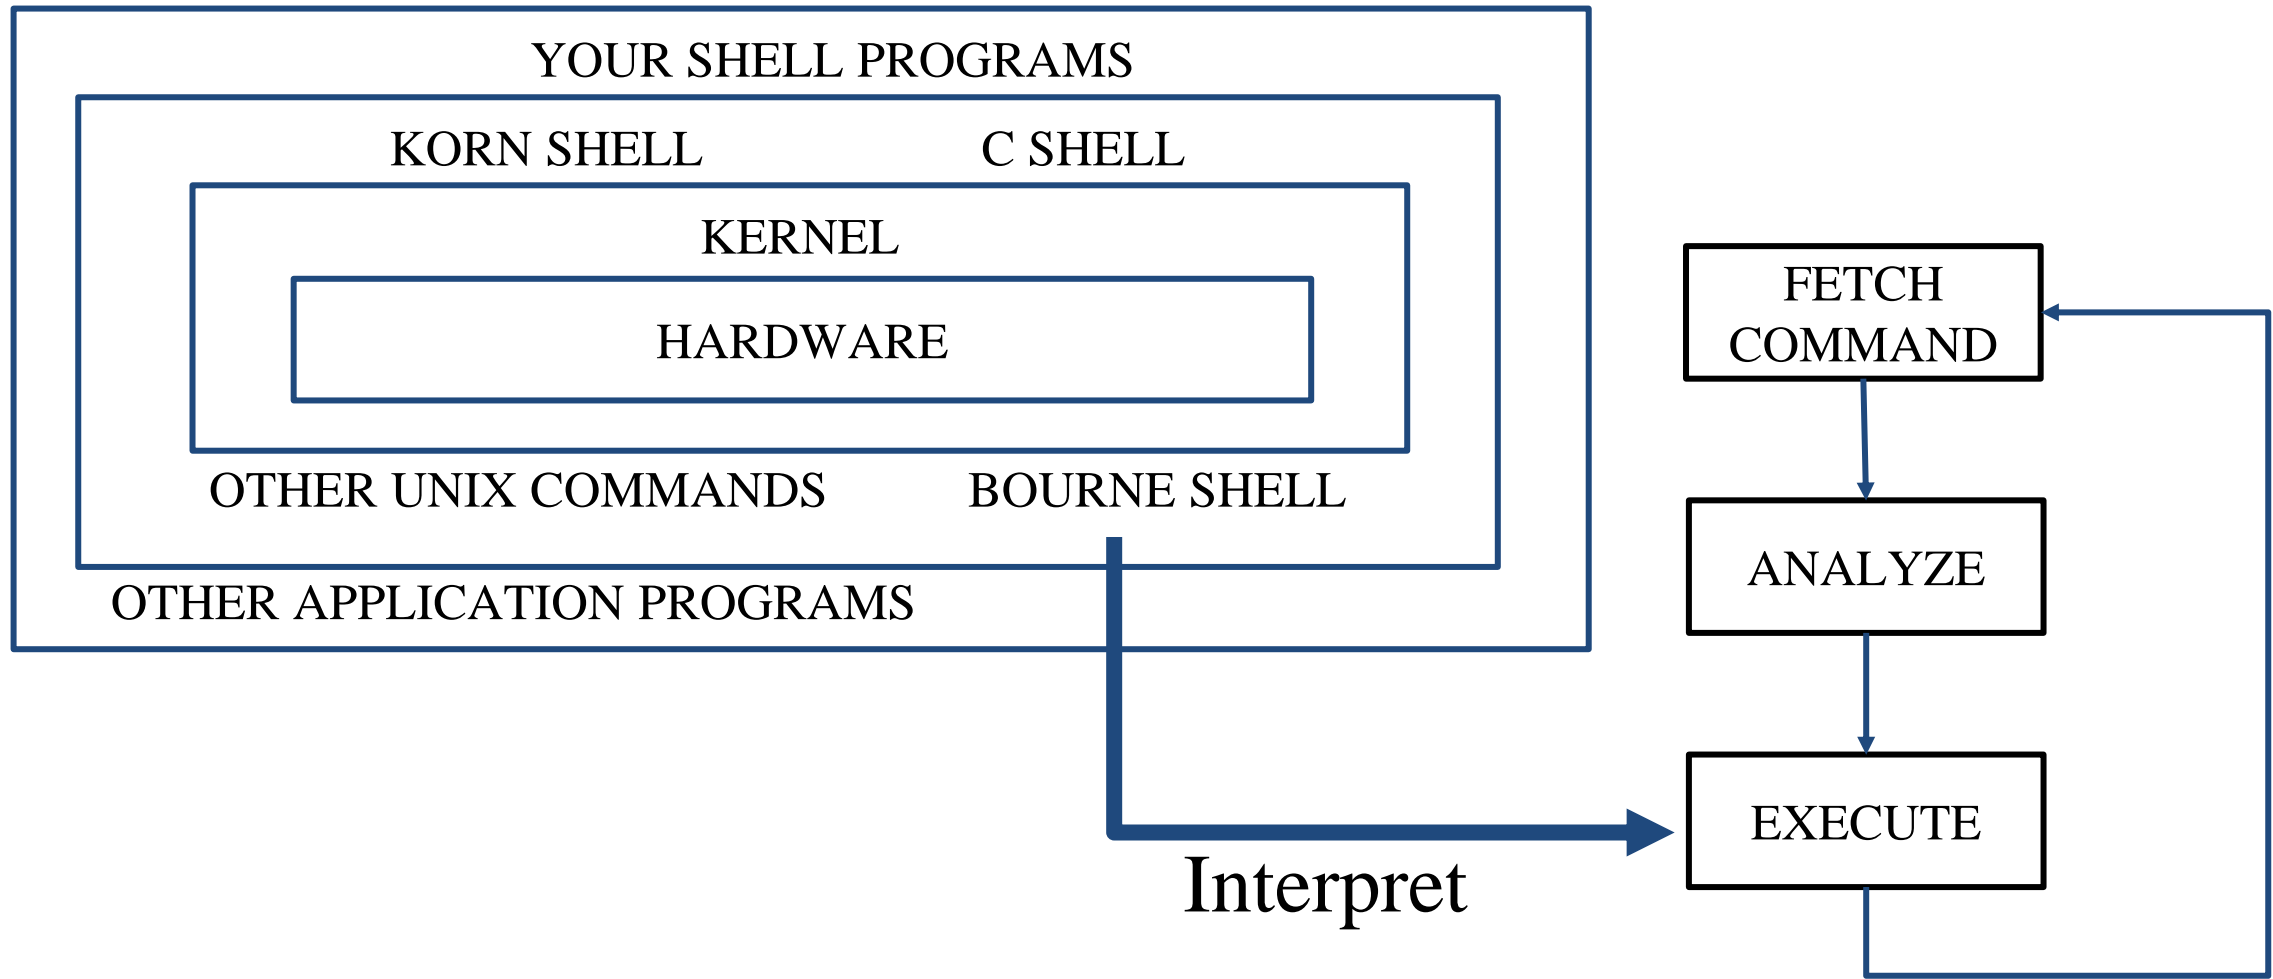 YOUR SHELL PROGRAMS
KORN SHELL
C SHELL
KERNEL
HARDWARE
OTHER UNIX COMMANDS
BOURNE SHELL
OTHER APPLICATION PROGRAMS
Interpret
FETCH
COMMAND
ANALYZE
EXECUTE